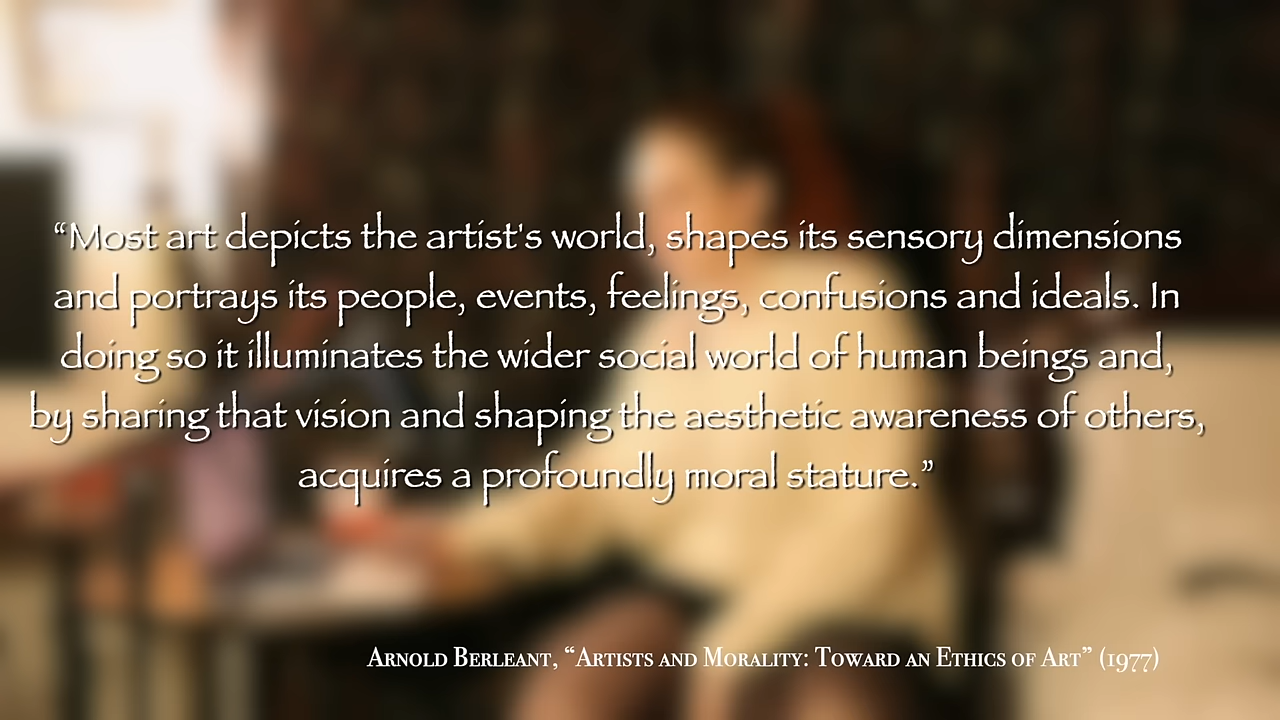 “Most art depicts the artist's world, shapes its sensory dimensions
and portrays its people, events, feelings, confusions and ideals. In
doing so it illuminates the wider social world of human beings and,
by sharing that vision and shaping the aesthetic awareness of others,
acquires a profoundly moral stature.”
Arnold Berleant, “Artists and Morality: Toward an Ethics of Art” (1977)